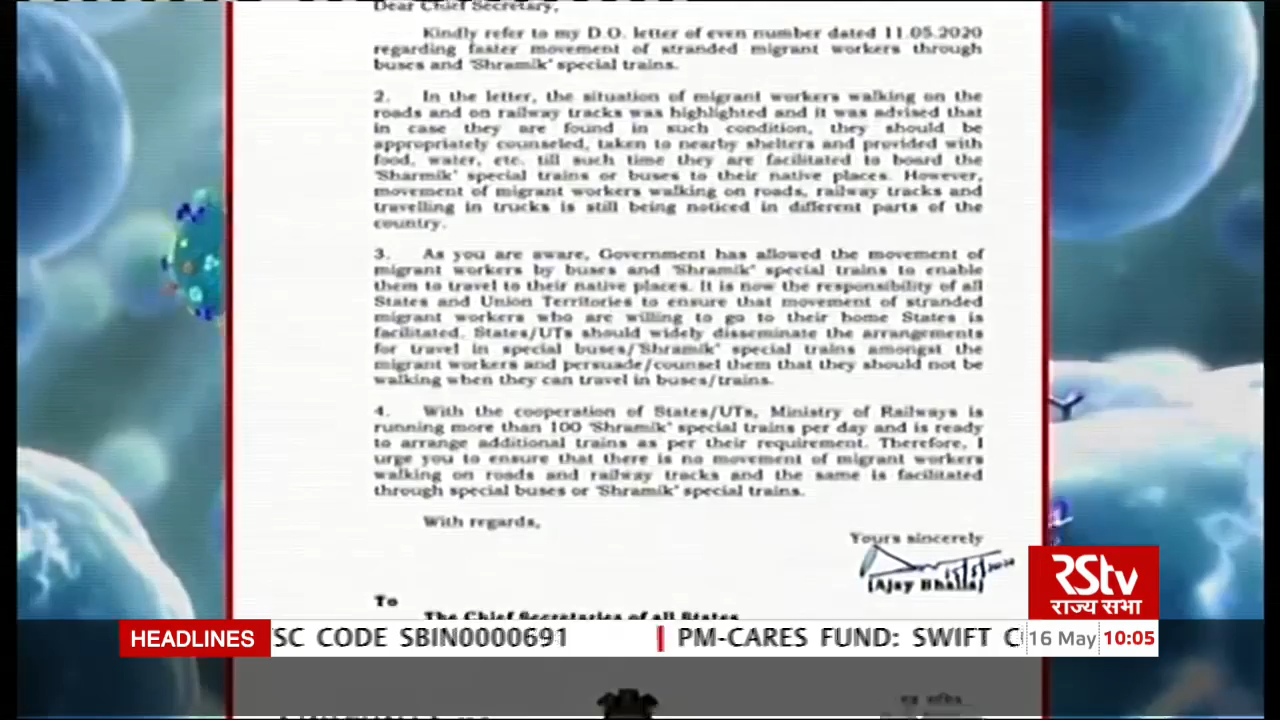 Dear Chief Secretary,
Kindly refer to my D.O. letter of even number dated 11.05.2020
regarding faster movement of stranded migrant workers through
buses and 'Shramik' special trains.
2. In the letter, the situation of migrant workers walking on the
roads and on railway tracks was highlighted and it was advised that
in case they are found in such condition, they should be
appropriately counseled, taken to nearby shelters and provided with
food, water, etc. till such time they are facilitated to board the
'Sharmik' special trains or buses to their native places. However,
movement of migrant workers walking on roads, railway tracks and
travelling in trucks is still being noticed in different parts of the
country.
3. As you are aware, Government has allowed the movement of
migrant workers by buses and 'Shramik' special trains to enable
them to travel to their native places. It is now the responsibility of all
States and Union Territories to ensure that movement of stranded
migrant workers who are willing to go to their home States is
facilitated. States/UTs should widely disseminate the arrangements
for travel in special buses/'Shramik' special trains amongst the
migrant workers and persuade/counsel them that they should not be
walking when they can travel in buses/trains.
4. With the cooperation of States/UTs, Ministry of Railways is
running more than 100 'Shramik' special trains per day and is ready
to arrange additional trains as per their requirement. Therefore, I
urge you to ensure that there is no movement of migrant workers
walking on roads and railway tracks and the same is facilitated
through special buses or 'Shramik' special trains.
With regards,
Yours sincerely
(Ajay Bhalla)
To
The Chief Secretaries of all States
RStv
राज्य सभा
HEADLINES SC CODE SBIN0000691 | PM-CARES FUND: SWIFT 16 May 10:05